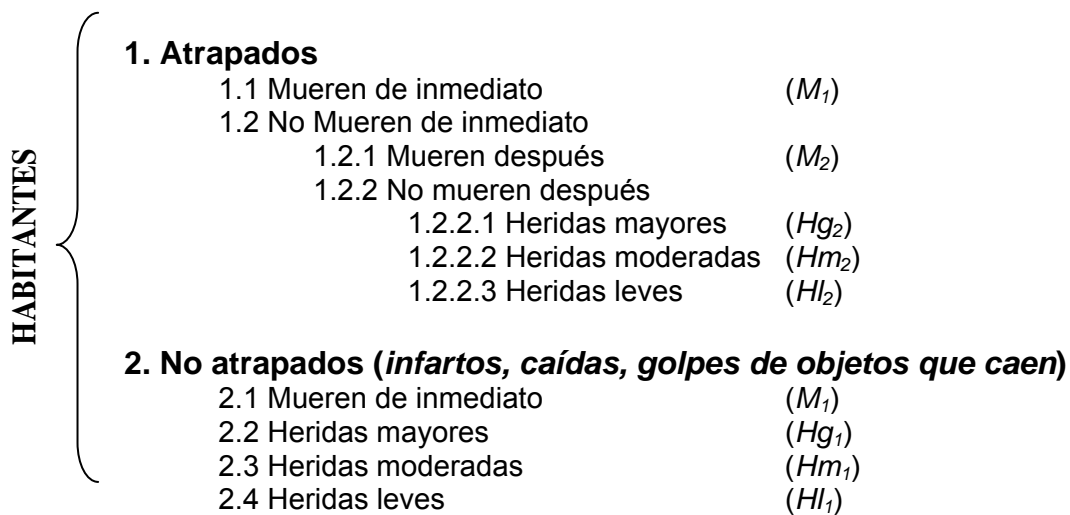 HABITANTES
1. Atrapados
1.1 Mueren de inmediato (M₁)
1.2 No Mueren de inmediato
1.2.1 Mueren después (M₂)
1.2.2 No mueren después
1.2.2.1 Heridas mayores (Hg₂)
1.2.2.2 Heridas moderadas (Hm₂)
1.2.2.3 Heridas leves (Hl₂)
2. No atrapados (infartos, caídas, golpes de objetos que caen)
2.1 Mueren de inmediato (M₁)
2.2 Heridas mayores (Hg₁)
2.3 Heridas moderadas (Hm₁)
2.4 Heridas leves (Hl₁)